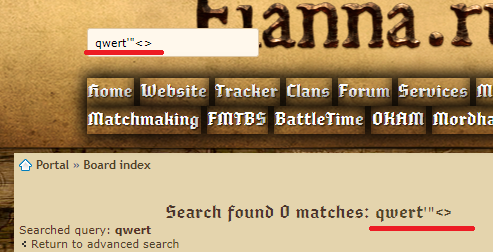 Fianna.r
qwert'"<>
Home Website Tracker Clans Forum Services M
Matchmaking FMTBS BattleTime OKAM Mordha
Portal » Board index
Search found 0 matches: qwert'"<>
Searched query: qwert
Return to advanced search